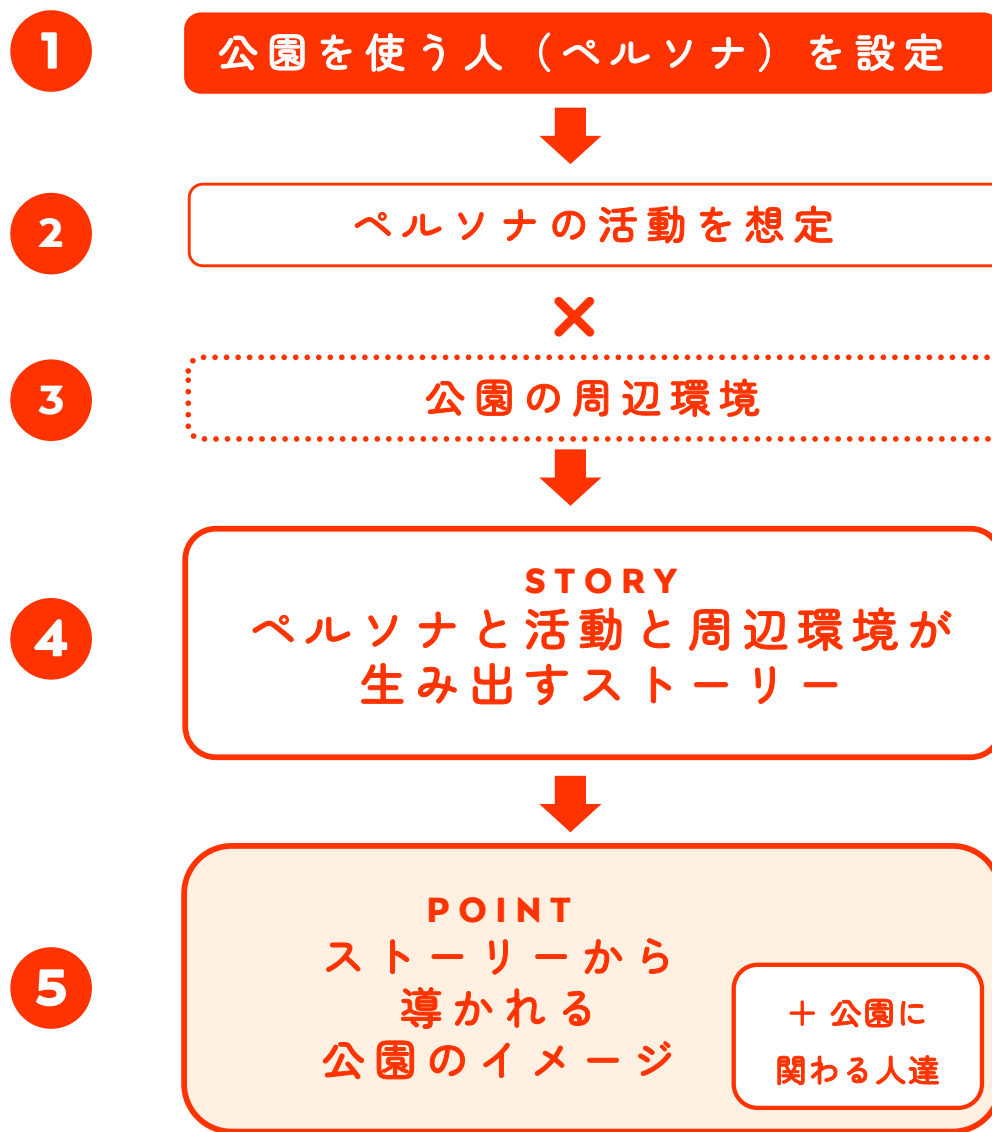 1
公園を使う人（ペルソナ）を設定
2
ペルソナの活動を想定
×
3
公園の周辺環境
4
STORY
ペルソナと活動と周辺環境が
生み出すストーリー
5
POINT
ストーリーから
導かれる
公園のイメージ
＋公園に
関わる人達